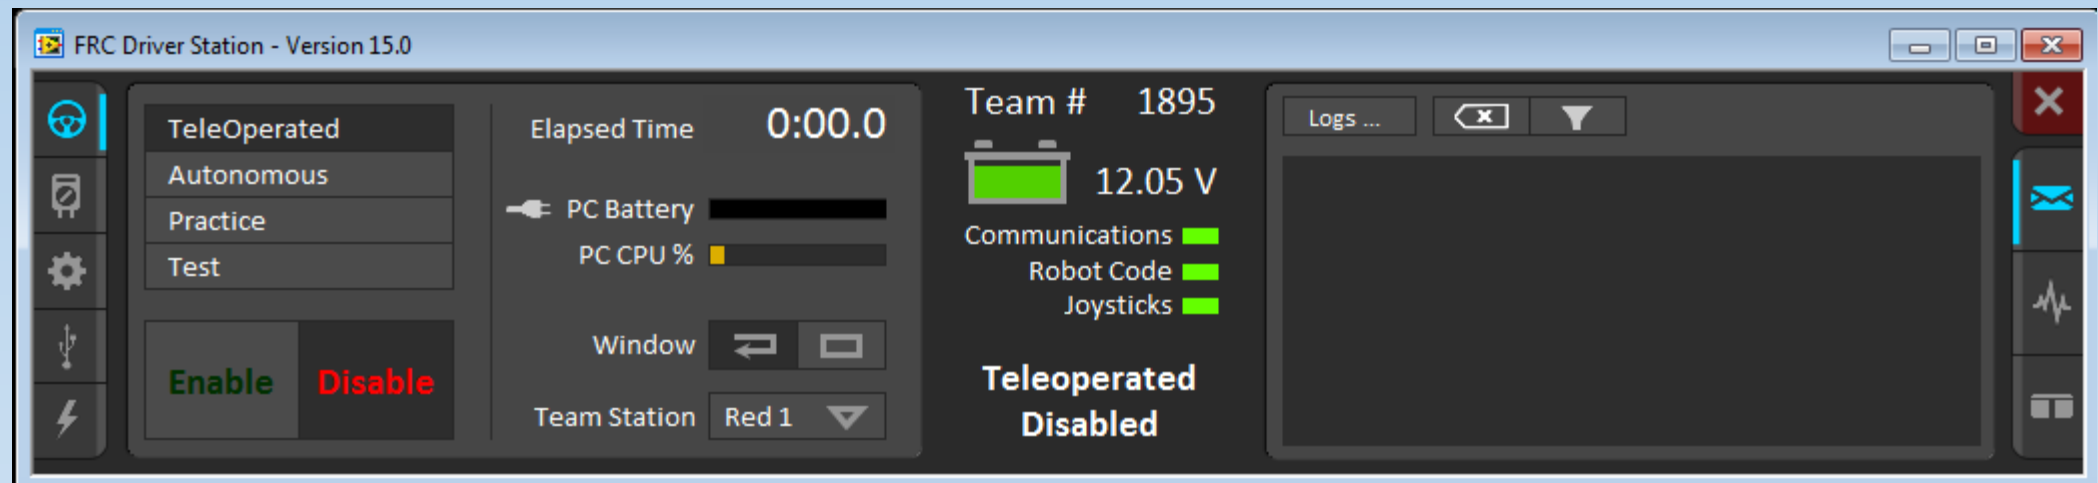 FRC Driver Station - Version 15.0
TeleOperated
Autonomous
Practice
Test
Enable Disable
Elapsed Time 0:00.0
PC Battery
PC CPU %
Window
Team Station Red 1
Team # 1895
12.05 V
Communications
Robot Code
Joysticks
Teleoperated
Disabled
Logs ...